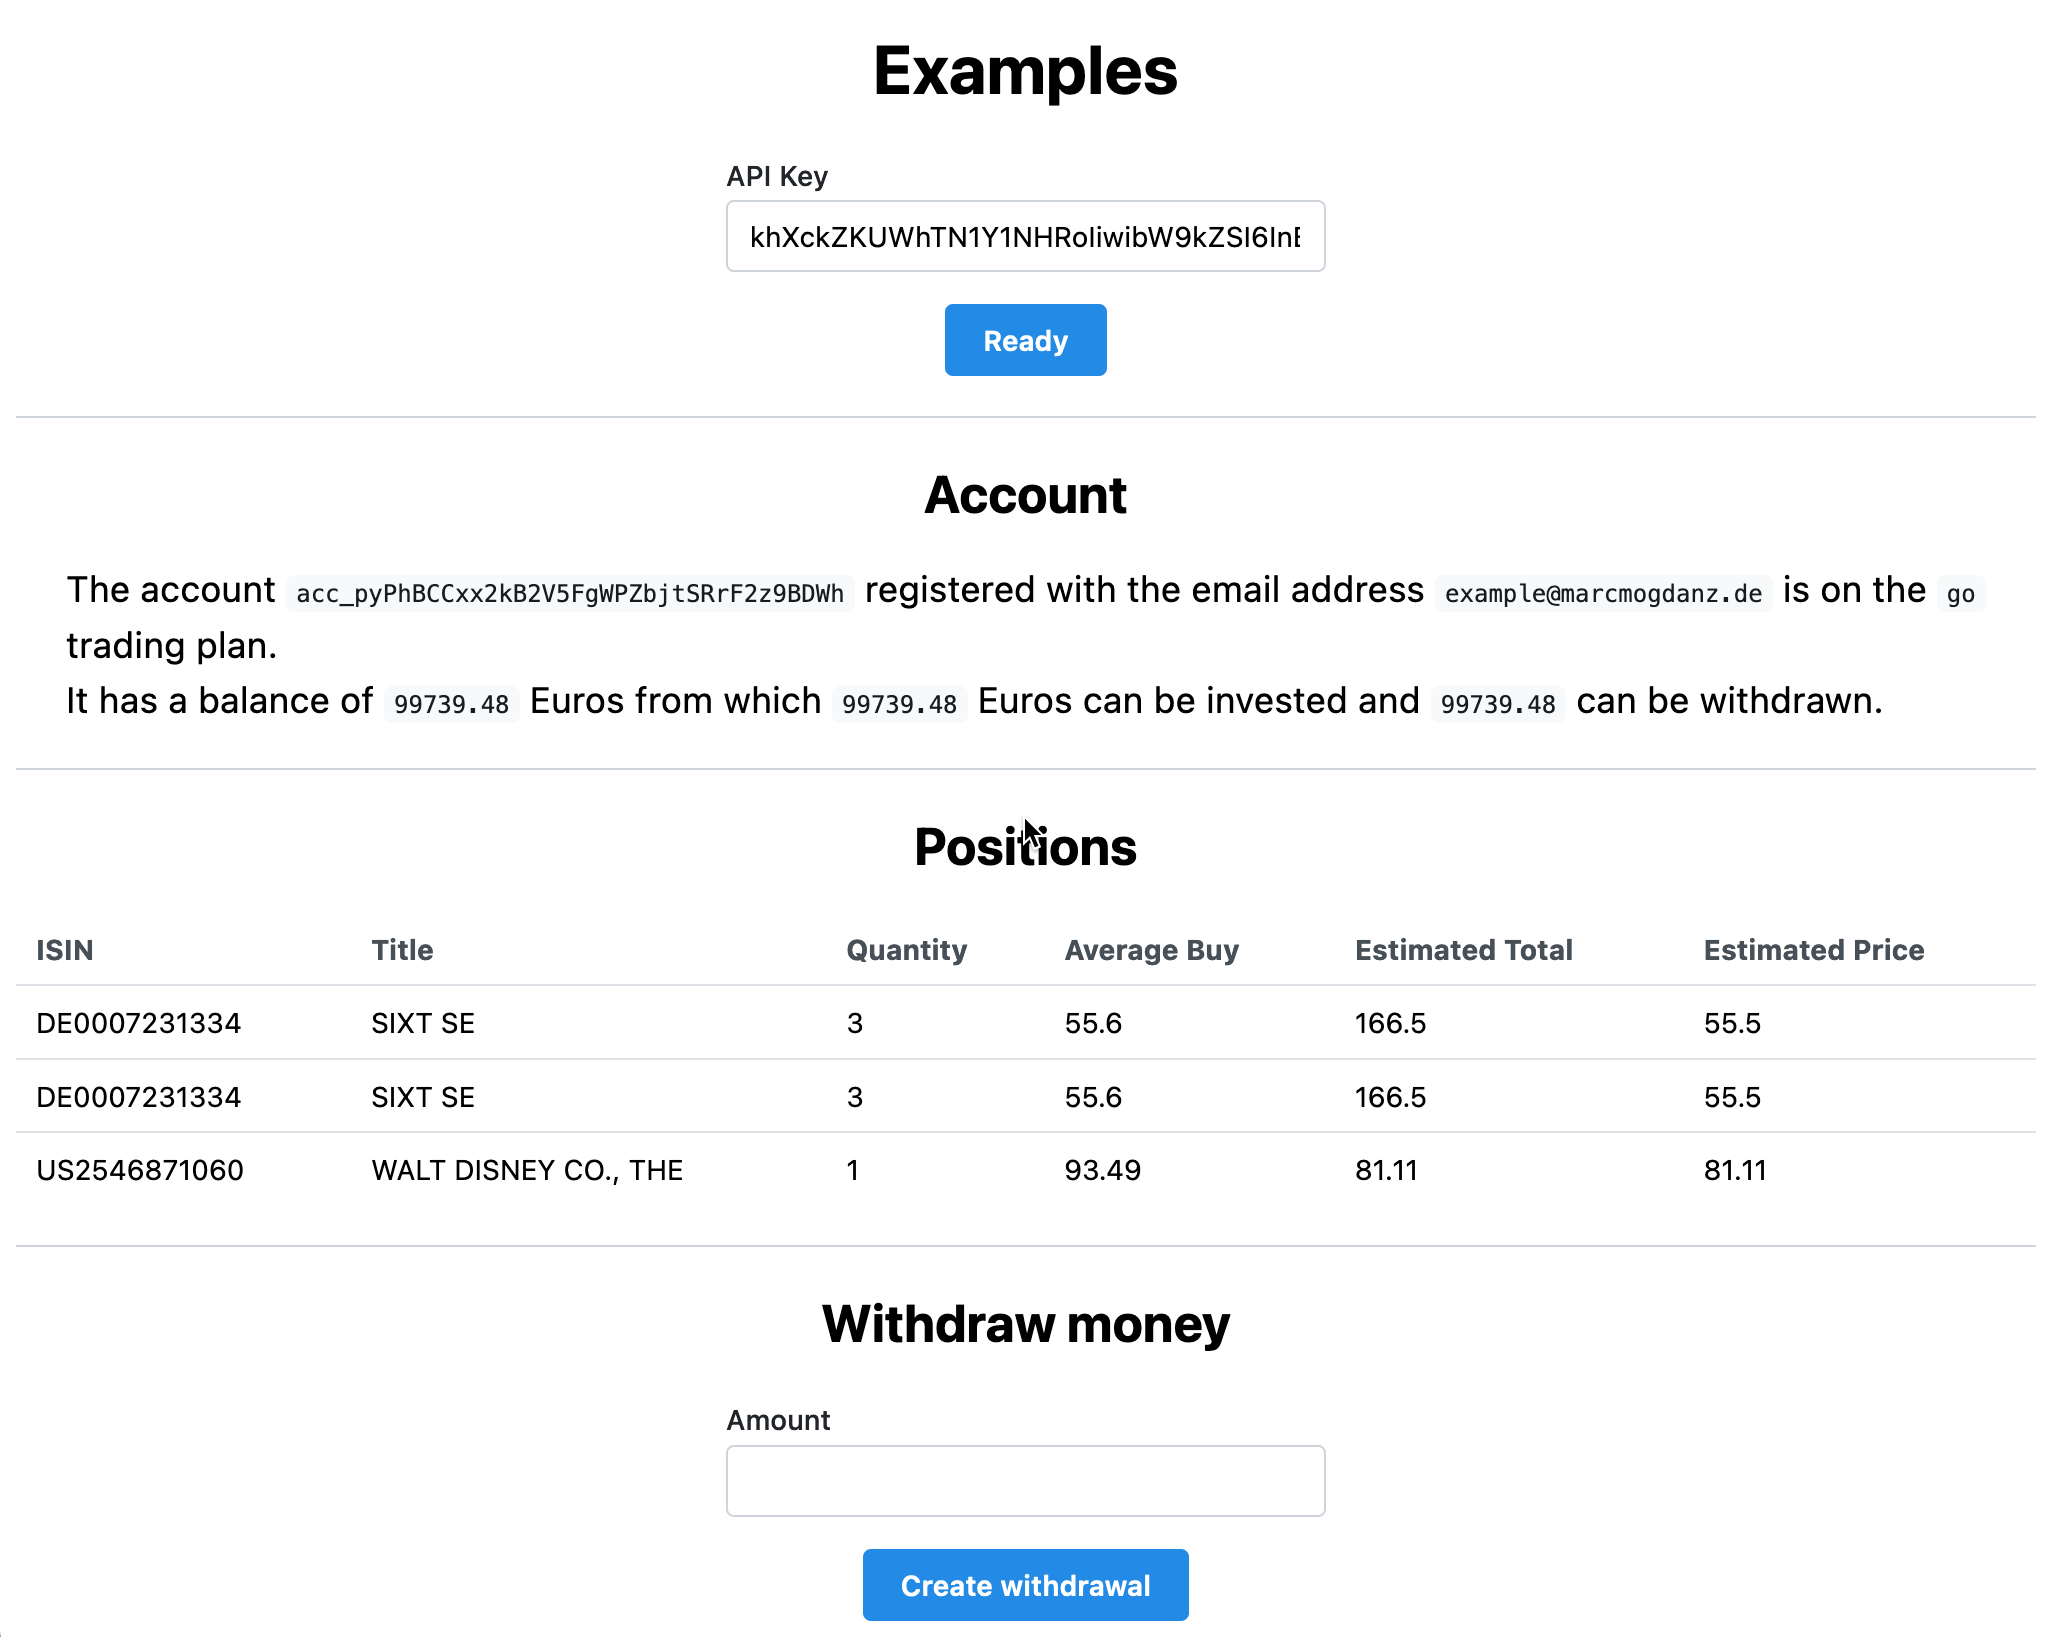 Examples
API Key
khXckZKUWhTN1Y1NHRoIiwibW9kZSI6InE
Ready
Account
The account acc_pyPhBCCxx2kB2V5FgWPZbjtSRrF2z9BDWh registered with the email address example@marcmogdanz.de is on the go
trading plan.
It has a balance of 99739.48 Euros from which 99739.48 Euros can be invested and 99739.48 can be withdrawn.
Positions
ISIN Title Quantity Average Buy Estimated Total Estimated Price
DE0007231334 SIXT SE 3 55.6 166.5 55.5
DE0007231334 SIXT SE 3 55.6 166.5 55.5
US2546871060 WALT DISNEY CO., THE 1 93.49 81.11 81.11
Withdraw money
Amount
Create withdrawal